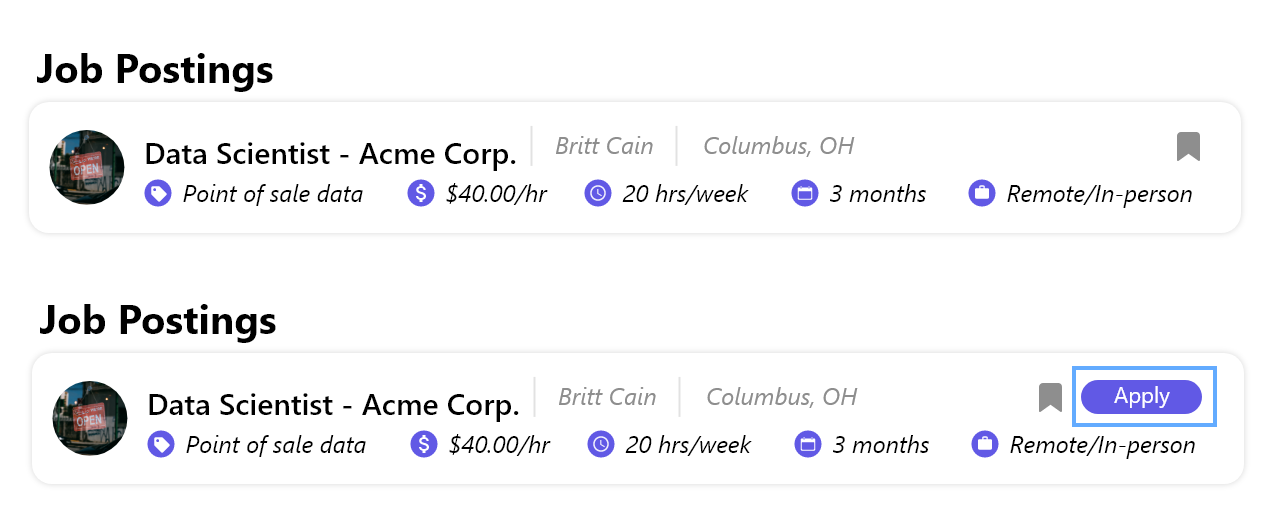 Job Postings
Data Scientist - Acme Corp. Britt Cain Columbus, OH
OPEN
Point of sale data $40.00/hr 20 hrs/week 3 months Remote/In-person
Job Postings
Data Scientist - Acme Corp. Britt Cain Columbus, OH Apply
OPEN
Point of sale data $40.00/hr 20 hrs/week 3 months Remote/In-person